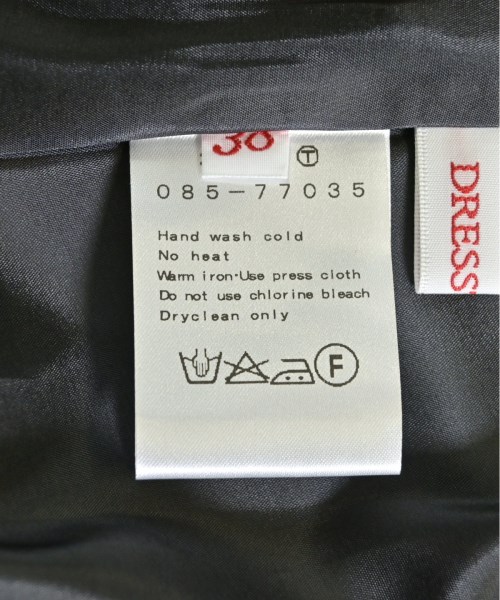 T
085-77035
Hand wash cold
No heat
Warm iron·Use press cloth
Do not use chlorine bleach
Dryclean only
F
DRESS